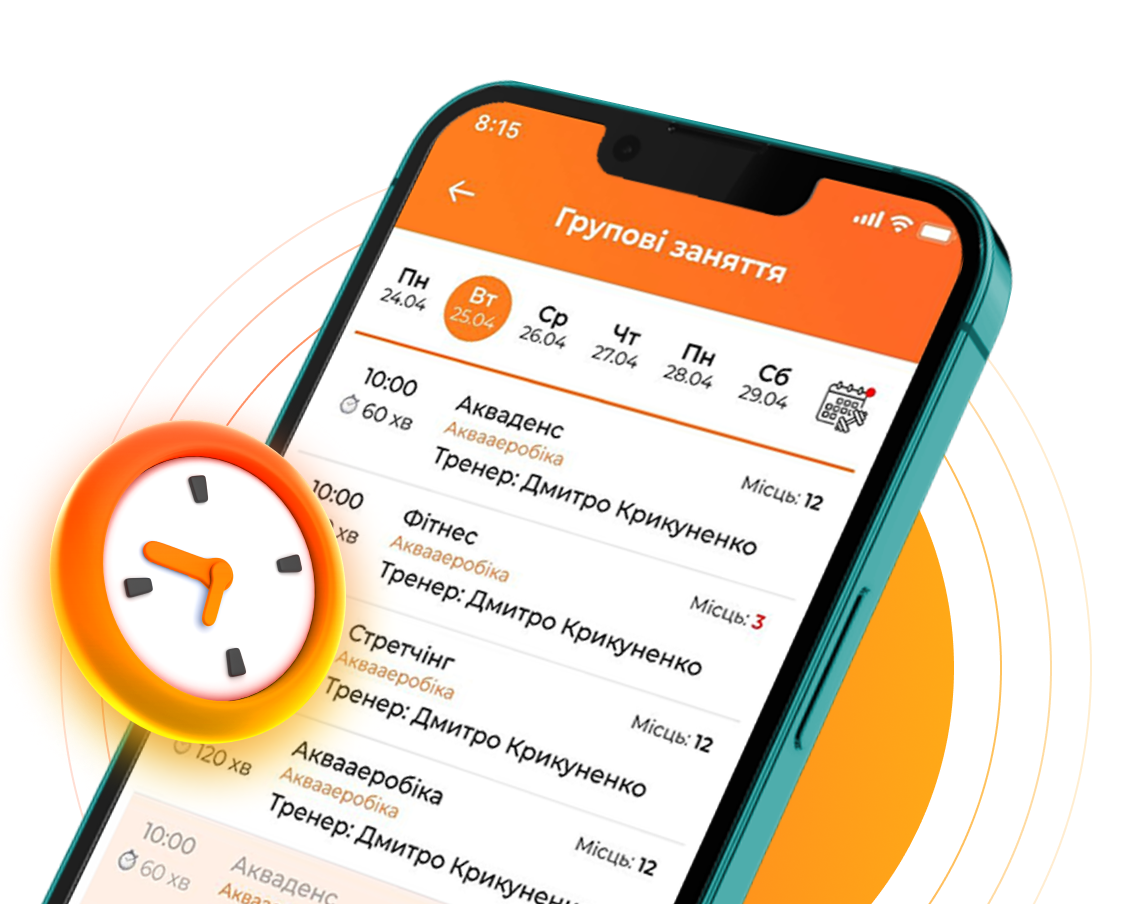 8:15
Групові заняття
Пн Вт Ср Чт Пн Сб
24.04 25.04 26.04 27.04 28.04 29.04
10:00 Акваденс
60 хв Аквааеробіка Місць: 12
Тренер: Дмитро Крикуненко
10:00 Фітнес
хв Аквааеробіка Місць: 3
Тренер: Дмитро Крикуненко
Стретчінг
Аквааеробіка Місць: 12
Тренер: Дмитро Крикуненко
Аквааеробіка
120 хв Аквааеробіка Місць: 12
Тренер: Дмитро Крикуненко
10:00 Акваденс
60 хв